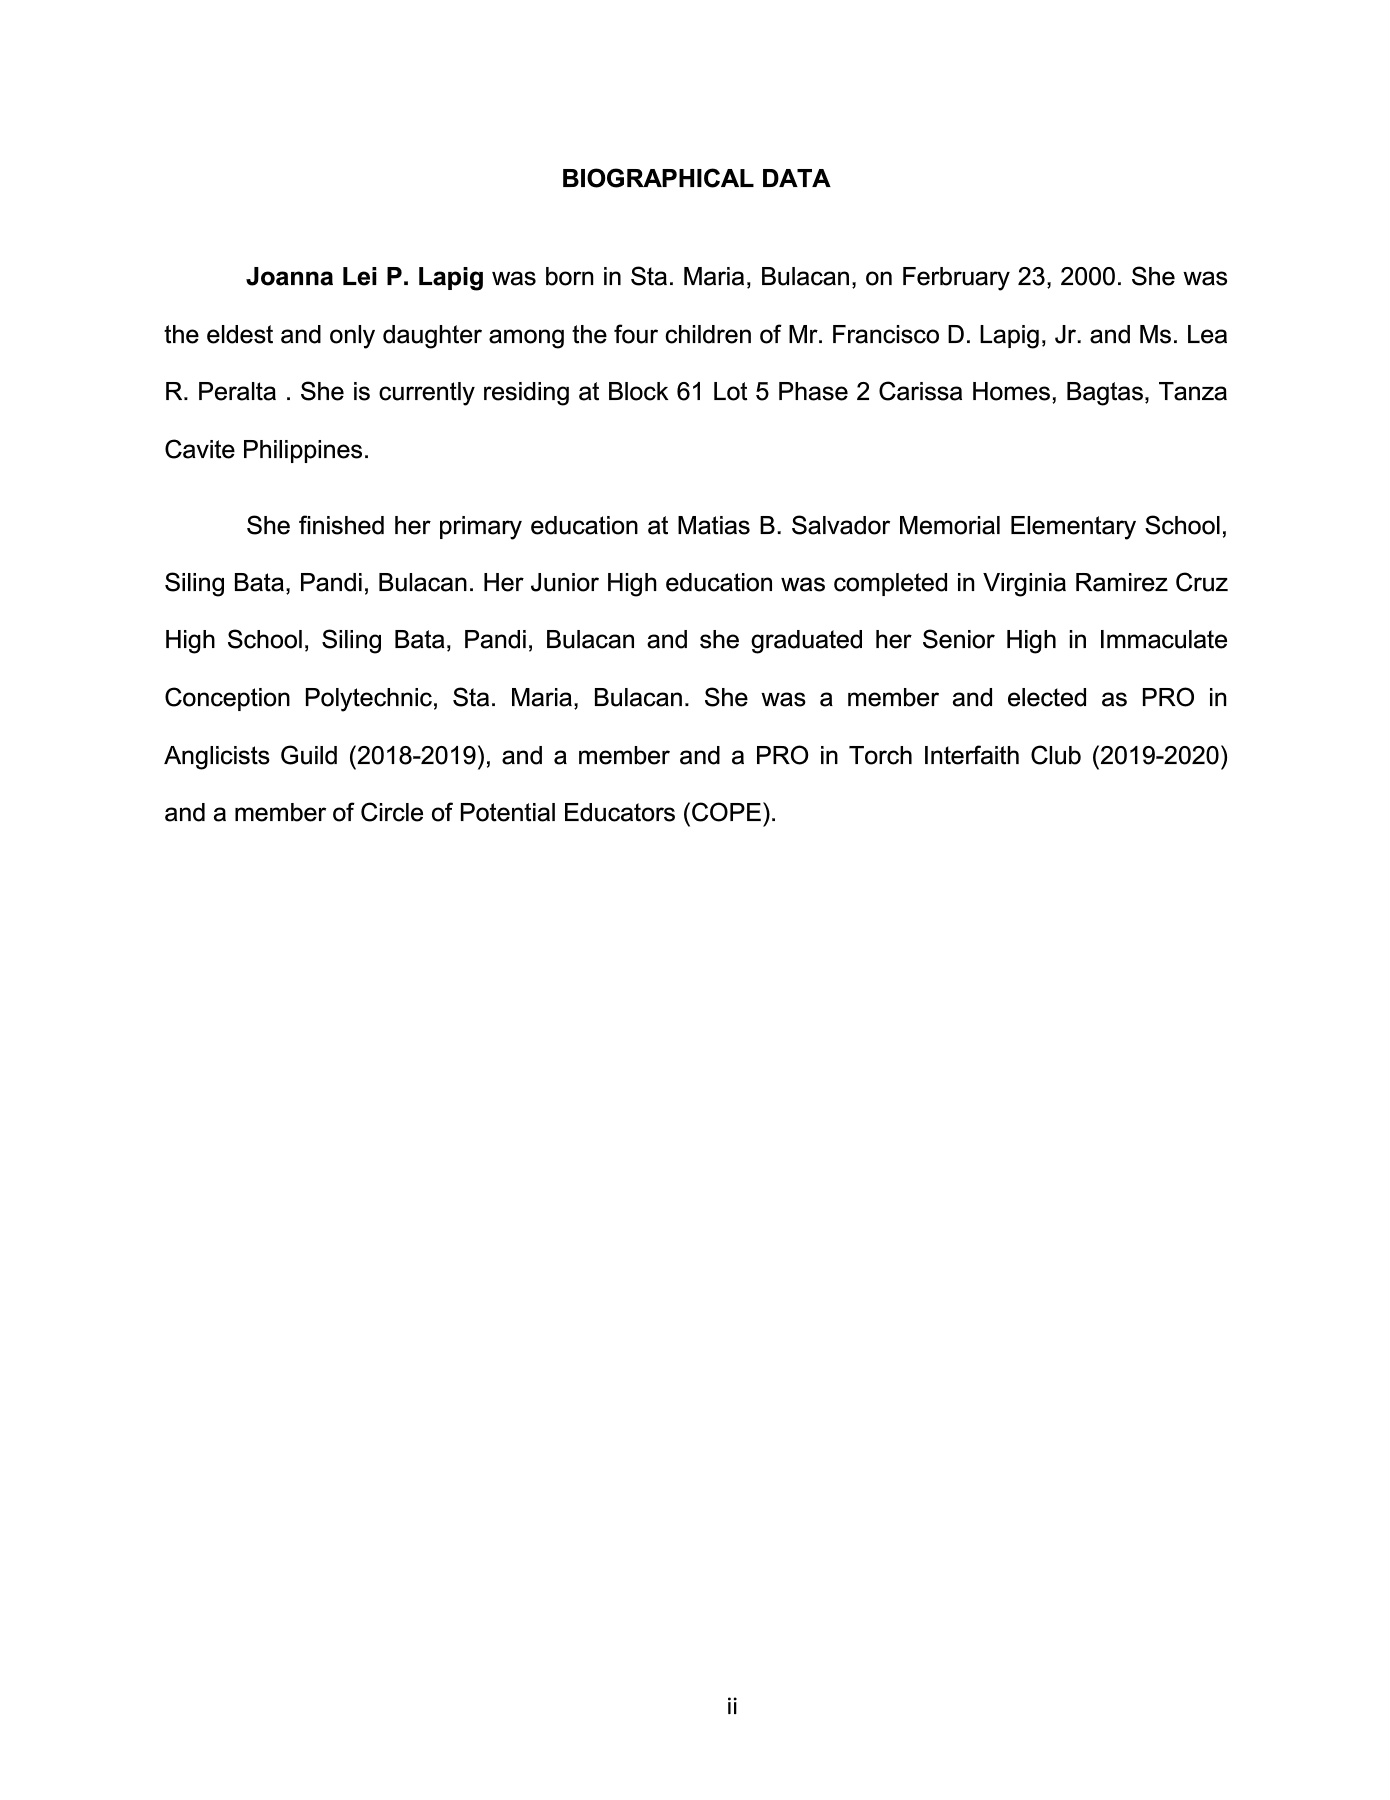 BIOGRAPHICAL DATA
Joanna Lei P. Lapig was born in Sta. Maria, Bulacan, on Ferbruary 23, 2000. She was
the eldest and only daughter among the four children of Mr. Francisco D. Lapig, Jr. and Ms. Lea
R. Peralta . She is currently residing at Block 61 Lot 5 Phase 2 Carissa Homes, Bagtas, Tanza
Cavite Philippines.
She finished her primary education at Matias B. Salvador Memorial Elementary School,
Siling Bata, Pandi, Bulacan. Her Junior High education was completed in Virginia Ramirez Cruz
High School, Siling Bata, Pandi, Bulacan and she graduated her Senior High in Immaculate
Conception Polytechnic, Sta. Maria, Bulacan. She was a member and elected as PRO in
Anglicists Guild (2018-2019), and a member and a PRO in Torch Interfaith Club (2019-2020)
and a member of Circle of Potential Educators (COPE).
ii